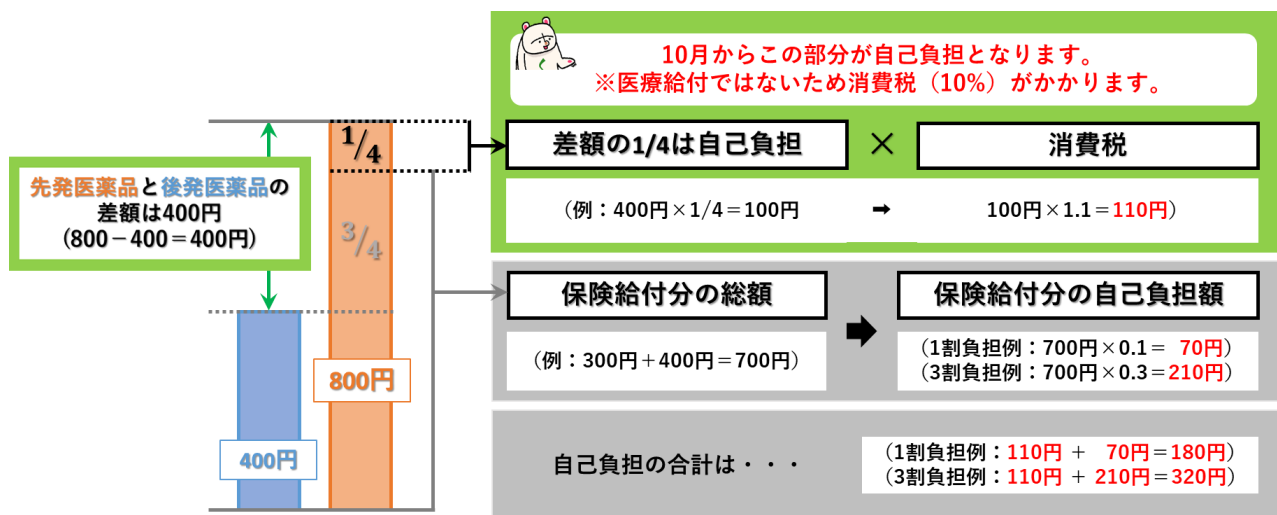 10月からこの部分が自己負担となります。
※医療給付ではないため消費税（10%）がかかります。
1/4
3/4
先発医薬品と後発医薬品の
差額は400円
（800－400＝400円）
800円
400円
差額の1/4は自己負担
×
消費税
（例：400円×1/4＝100円
➡
100円×1.1＝110円）
保険給付分の総額
保険給付分の自己負担額
（例：300円＋400円＝700円）
（1割負担例：700円×0.1＝ 70円）
（3割負担例：700円×0.3＝210円）
自己負担の合計は・・・
（1割負担例：110円 ＋ 70円＝180円）
（3割負担例：110円 ＋ 210円＝320円）